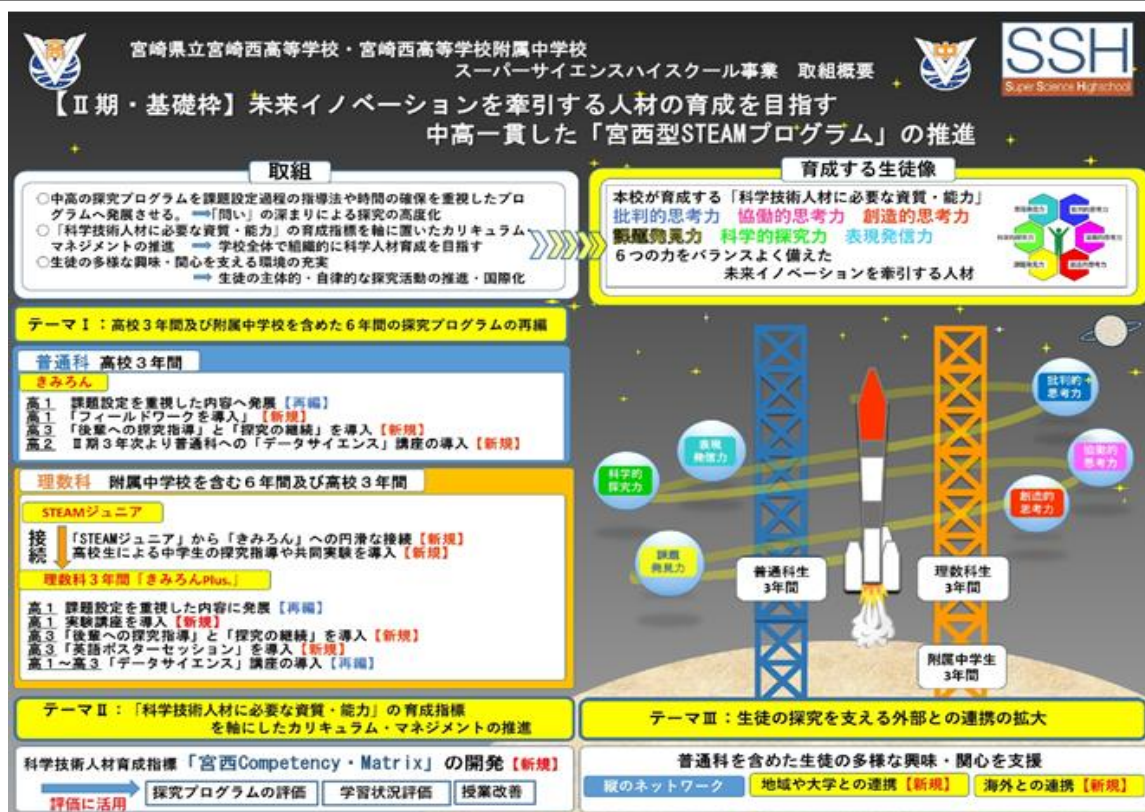 宮崎県立宮崎西高等学校・宮崎西高等学校附属中学校
スーパーサイエンスハイスクール事業 取組概要
SSH
Super Science Highschool
【Ⅱ期・基礎枠】未来イノベーションを牽引する人材の育成を目指す
中高一貫した「宮西型STEAMプログラム」の推進
取組
○中高の探究プログラムを課題設定過程の指導法や時間の確保を重視したプロ
グラムへ発展させる。 ➡「問い」の深まりによる探究の高度化
○「科学技術人材に必要な資質・能力」の育成指標を軸に置いたカリキュラム・
マネジメントの推進 ➡ 学校全体で組織的に科学人材育成を目指す
○生徒の多様な興味・関心を支える環境の充実
➡ 生徒の主体的・自律的な探究活動の推進・国際化
育成する生徒像
本校が育成する「科学技術人材に必要な資質・能力」
批判的思考力 協働的思考力 創造的思考力
課題発見力 科学的探究力 表現発信力
6つの力をバランスよく備えた
未来イノベーションを牽引する人材
表現発信力
批判的思考力
科学的探究力
協働的思考力
課題発見力
創造的思考力
テーマⅠ：高校3年間及び附属中学校を含めた6年間の探究プログラムの再編
普通科 高校3年間
きみろん
高1 課題設定を重視した内容へ発展【再編】
高1 「フィールドワークを導入」【新規】
高3 「後輩への探究指導」と「探究の継続」を導入【新規】
高2 Ⅱ期3年次より普通科への「データサイエンス」講座の導入【新規】
理数科 附属中学校を含む6年間及び高校3年間
STEAMジュニア
接続
「STEAMジュニア」から「きみろん」への円滑な接続【新規】
高校生による中学生の探究指導や共同実験を導入【新規】
理数科3年間「きみろんPlus.」
高1 課題設定を重視した内容に発展【再編】
高1 実験講座を導入【新規】
高3「後輩への探究指導」と「探究の継続」を導入【新規】
高3「英語ポスターセッション」を導入【新規】
高1～高3「データサイエンス」講座の導入【再編】
批判的
思考力
表現
発信力
協働的
思考力
科学的
探究力
創造的
思考力
課題
発見力
普通科生
3年間
理数科生
3年間
附属中学生
3年間
テーマⅡ：「科学技術人材に必要な資質・能力」の育成指標
を軸にしたカリキュラム・マネジメントの推進
科学技術人材育成指標「宮西Competency・Matrix」の開発【新規】
評価に活用
探究プログラムの評価
学習状況評価
授業改善
テーマⅢ：生徒の探究を支える外部との連携の拡大
普通科を含めた生徒の多様な興味・関心を支援
縦のネットワーク
地域や大学との連携【新規】
海外との連携【新規】